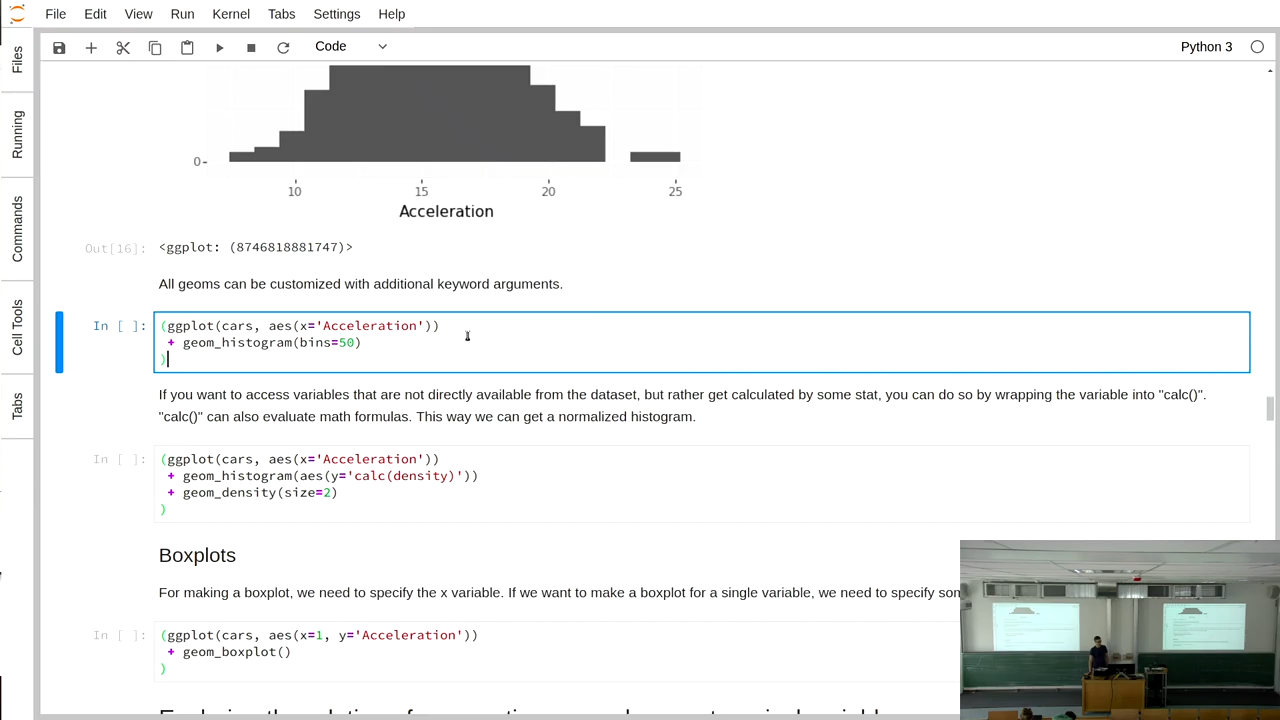 File Edit View Run Kernel Tabs Settings Help
Code
Python 3
Files
Running
Commands
Cell Tools
Tabs
0
10 15 20 25
Acceleration
Out[16]: <ggplot: (8746818881747)>
All geoms can be customized with additional keyword arguments.
In [ ]: (ggplot(cars, aes(x='Acceleration'))
+ geom_histogram(bins=50)
)
If you want to access variables that are not directly available from the dataset, but rather get calculated by some stat, you can do so by wrapping the variable into "calc()".
"calc()" can also evaluate math formulas. This way we can get a normalized histogram.
In [ ]: (ggplot(cars, aes(x='Acceleration'))
+ geom_histogram(aes(y='calc(density)'))
+ geom_density(size=2)
)
Boxplots
For making a boxplot, we need to specify the x variable. If we want to make a boxplot for a single variable, we need to specify som
In [ ]: (ggplot(cars, aes(x=1, y='Acceleration'))
+ geom_boxplot()
)